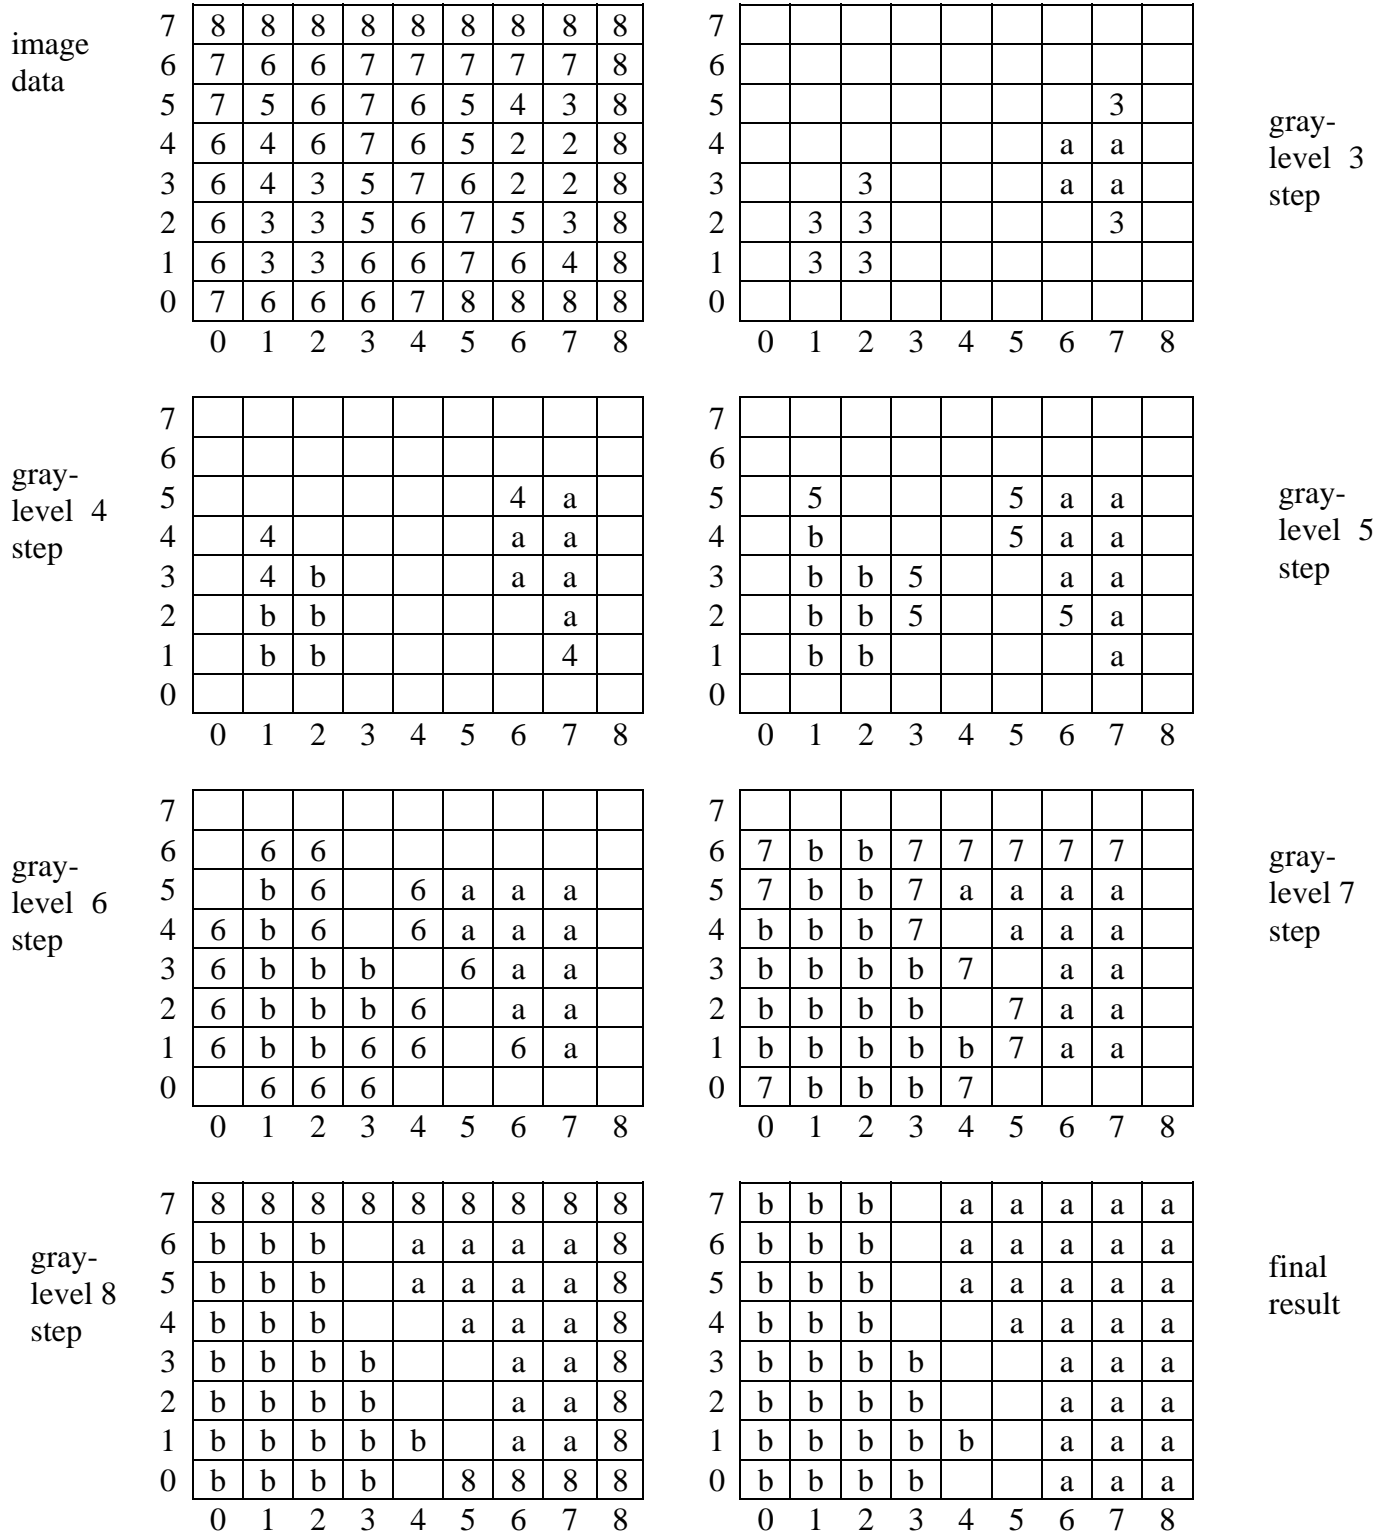 image
data
7 8 8 8 8 8 8 8 8 8
6 7 6 6 7 7 7 7 7 8
5 7 5 6 7 6 5 4 3 8
4 6 4 6 7 6 5 2 2 8
3 6 4 3 5 7 6 2 2 8
2 6 3 3 5 6 7 5 3 8
1 6 3 3 6 6 7 6 4 8
0 7 6 6 6 7 8 8 8 8
0 1 2 3 4 5 6 7 8
7
6
5 3
4 a a
3 3 a a
2 3 3 3
1 3 3
0
0 1 2 3 4 5 6 7 8
gray-
level 3
step
gray-
level 4
step
7
6
5 4 a
4 4 a a
3 4 b a a
2 b b a
1 b b 4
0
0 1 2 3 4 5 6 7 8
7
6
5 5 5 a a
4 b 5 a a
3 b b 5 a a
2 b b 5 5 a
1 b b a
0
0 1 2 3 4 5 6 7 8
gray-
level 5
step
gray-
level 6
step
7
6 6 6
5 b 6 6 a a a
4 6 b 6 6 a a a
3 6 b b b 6 a a
2 6 b b b 6 a a
1 6 b b 6 6 6 a
0 6 6 6
0 1 2 3 4 5 6 7 8
7
6 7 b b 7 7 7 7 7
5 7 b b 7 a a a a
4 b b b 7 a a a
3 b b b b 7 a a
2 b b b b 7 a a
1 b b b b b 7 a a
0 7 b b b 7
0 1 2 3 4 5 6 7 8
gray-
level 7
step
gray-
level 8
step
7 8 8 8 8 8 8 8 8 8
6 b b b a a a a 8
5 b b b a a a a 8
4 b b b a a a 8
3 b b b b a a 8
2 b b b b a a 8
1 b b b b b a a 8
0 b b b b 8 8 8 8
0 1 2 3 4 5 6 7 8
7 b b b a a a a a
6 b b b a a a a a
5 b b b a a a a a
4 b b b a a a a
3 b b b b a a a
2 b b b b a a a
1 b b b b b a a a
0 b b b b a a a
0 1 2 3 4 5 6 7 8
final
result